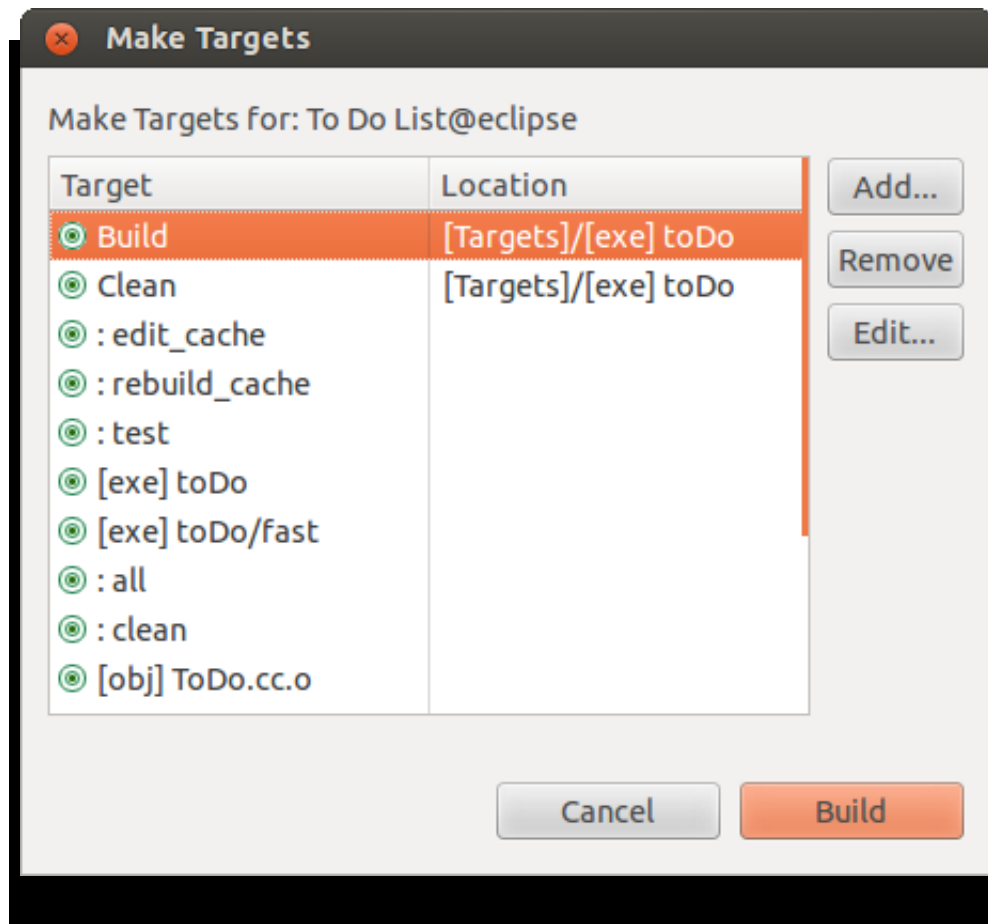 Make Targets
Make Targets for: To Do List@eclipse
Target Location
Build [Targets]/[exe] toDo
Clean [Targets]/[exe] toDo
: edit_cache
: rebuild_cache
: test
[exe] toDo
[exe] toDo/fast
: all
: clean
[obj] ToDo.cc.o
Add...
Remove
Edit...
Cancel Build